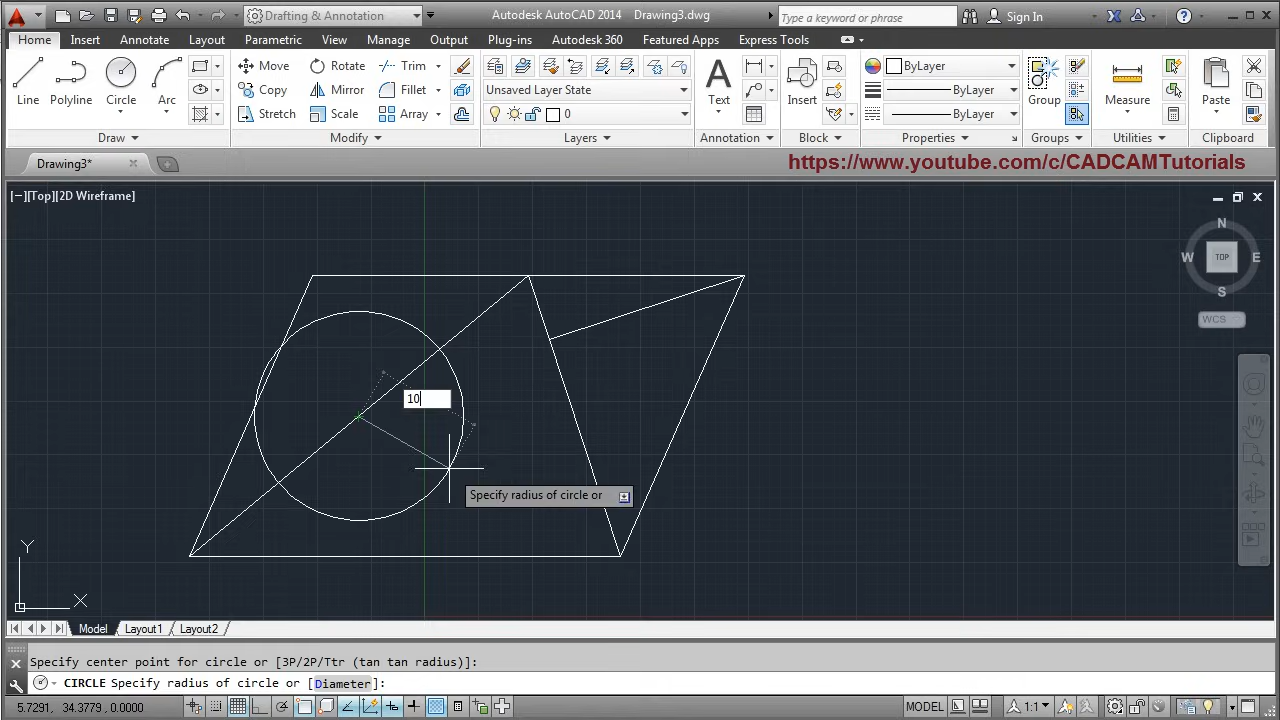 Drafting & Annotation
Autodesk AutoCAD 2014 Drawing3.dwg
Type a keyword or phrase
Sign In
Home Insert Annotate Layout Parametric View Manage Output Plug-ins Autodesk 360 Featured Apps Express Tools
Line
Polyline
Circle
Arc
Draw
Move
Rotate
Trim
Copy
Mirror
Fillet
Stretch
Scale
Array
Modify
Unsaved Layer State
0
Layers
Text
Annotation
Insert
Block
ByLayer
ByLayer
ByLayer
Properties
Group
Groups
Measure
Utilities
Paste
Clipboard
Drawing3*
https://www.youtube.com/c/CADCAMTutorials
[−][Top][2D Wireframe]
N
W
TOP
E
S
WCS
10
Specify radius of circle or
Y
X
Model Layout1 Layout2
Specify center point for circle or [3P/2P/Ttr (tan tan radius)]:
CIRCLE Specify radius of circle or [Diameter]:
5.7291, 34.3779, 0.0000
MODEL
1:1